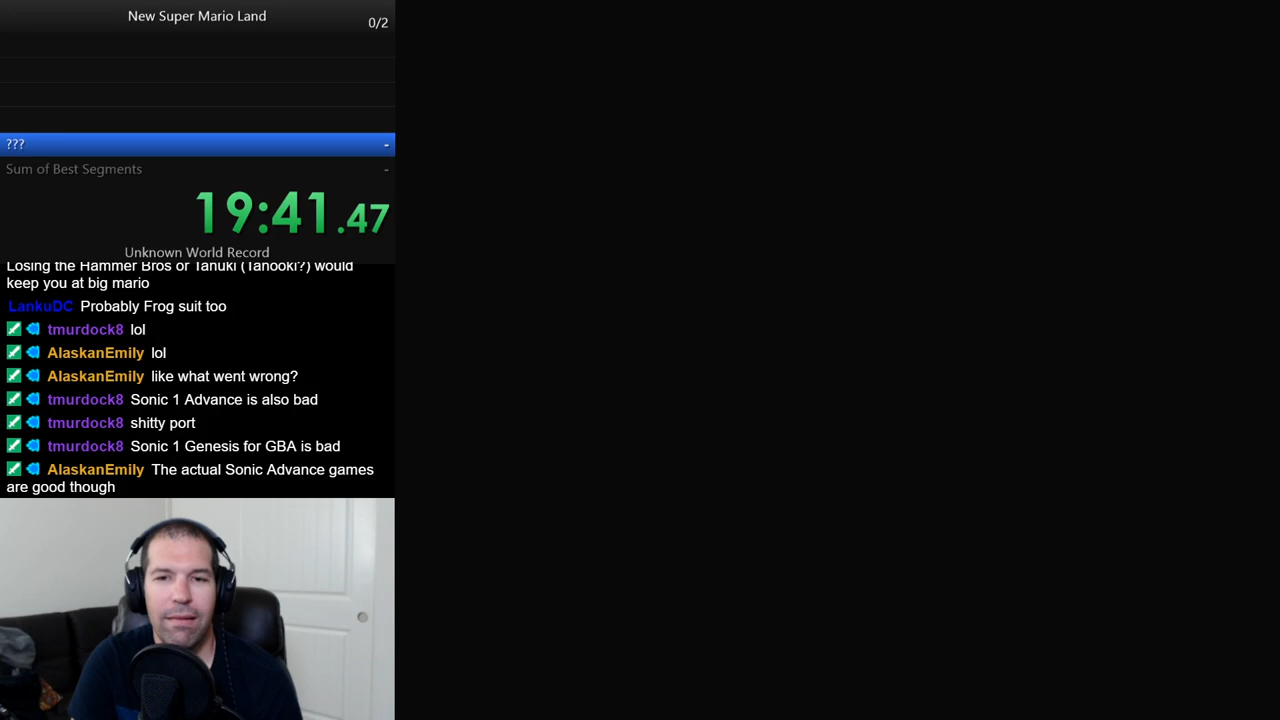 New Super Mario Land
0/2
??? -
Sum of Best Segments -
19:41.47
Unknown World Record
Losing the Hammer Bros or Tanuki (Tanooki?) would
keep you at big mario
LankuDC Probably Frog suit too
tmurdock8 lol
AlaskanEmily lol
AlaskanEmily like what went wrong?
tmurdock8 Sonic 1 Advance is also bad
tmurdock8 shitty port
tmurdock8 Sonic 1 Genesis for GBA is bad
AlaskanEmily The actual Sonic Advance games
are good though